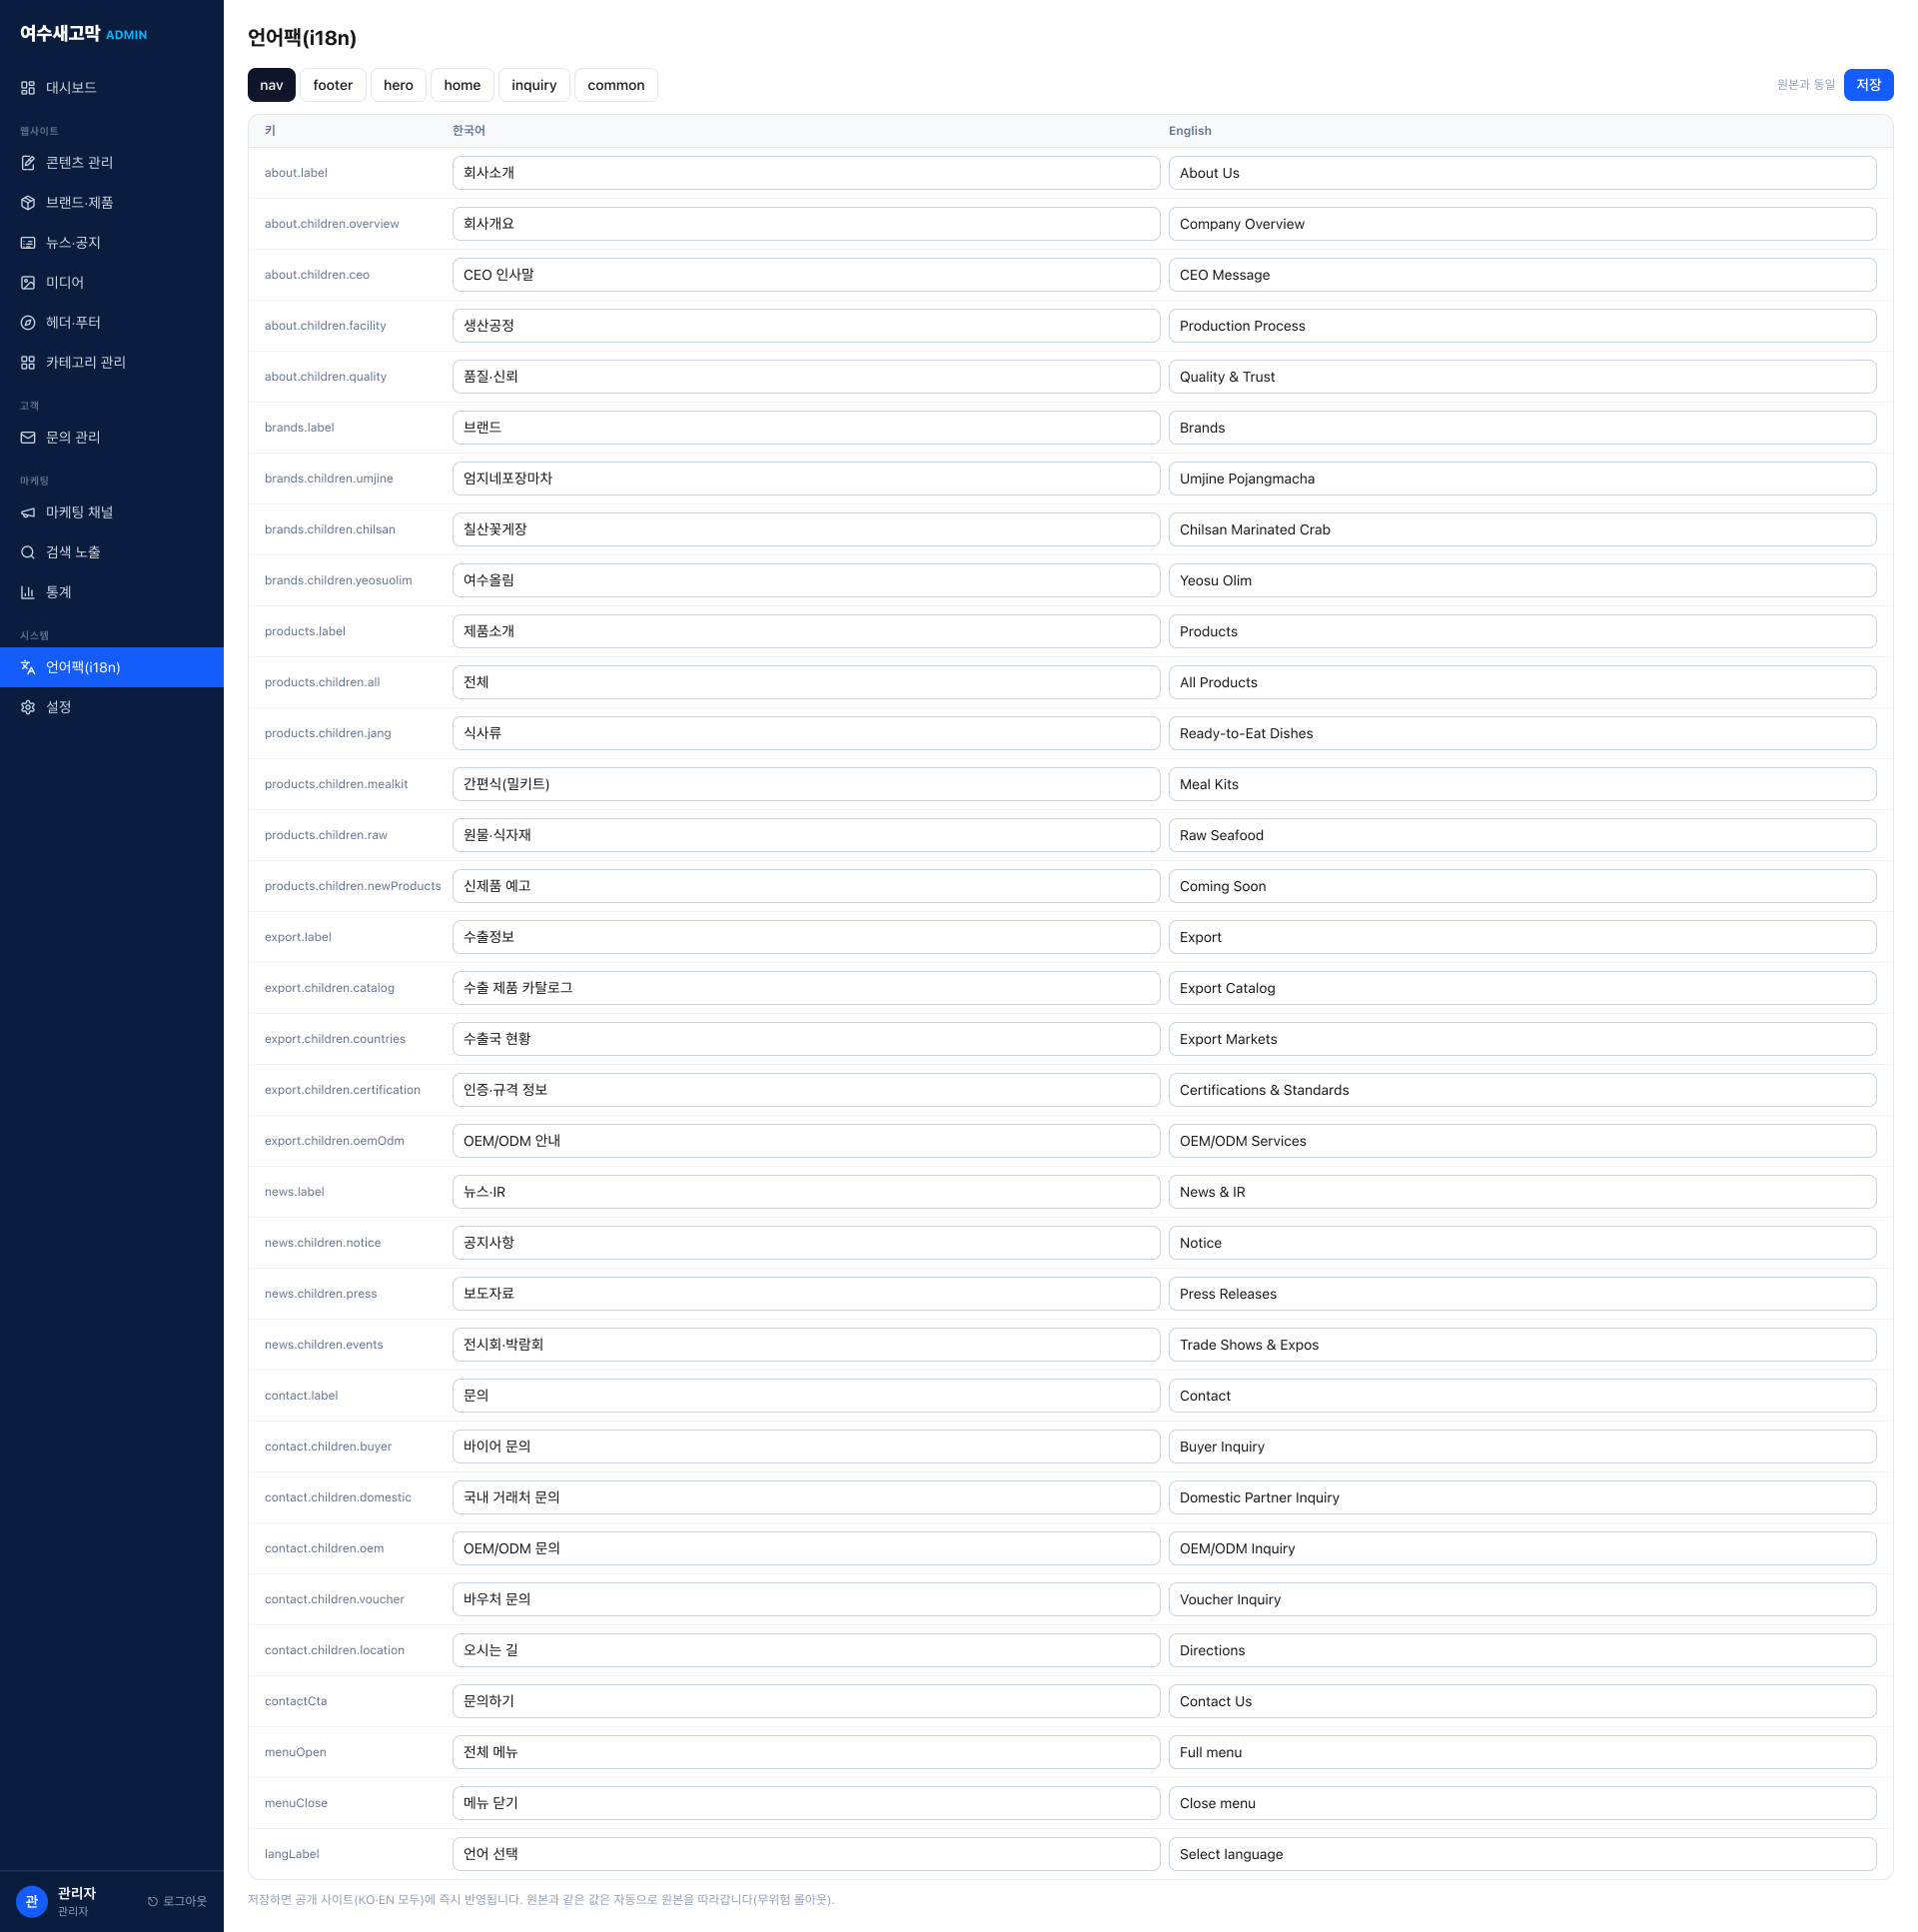 여수새고막 ADMIN
대시보드
웹사이트
콘텐츠 관리
브랜드·제품
뉴스·공지
미디어
헤더·푸터
카테고리 관리
고객
문의 관리
마케팅
마케팅 채널
검색 노출
통계
시스템
언어팩(i18n)
설정
관
관리자
관리자
로그아웃
언어팩(i18n)
nav footer hero home inquiry common
원본과 동일 저장
키 한국어 English
about.label 회사소개 About Us
about.children.overview 회사개요 Company Overview
about.children.ceo CEO 인사말 CEO Message
about.children.facility 생산공정 Production Process
about.children.quality 품질·신뢰 Quality & Trust
brands.label 브랜드 Brands
brands.children.umjine 엄지네포장마차 Umjine Pojangmacha
brands.children.chilsan 칠산꽃게장 Chilsan Marinated Crab
brands.children.yeosuolim 여수올림 Yeosu Olim
products.label 제품소개 Products
products.children.all 전체 All Products
products.children.jang 식사류 Ready-to-Eat Dishes
products.children.mealkit 간편식(밀키트) Meal Kits
products.children.raw 원물·식자재 Raw Seafood
products.children.newProducts 신제품 예고 Coming Soon
export.label 수출정보 Export
export.children.catalog 수출 제품 카탈로그 Export Catalog
export.children.countries 수출국 현황 Export Markets
export.children.certification 인증·규격 정보 Certifications & Standards
export.children.oemOdm OEM/ODM 안내 OEM/ODM Services
news.label 뉴스·IR News & IR
news.children.notice 공지사항 Notice
news.children.press 보도자료 Press Releases
news.children.events 전시회·박람회 Trade Shows & Expos
contact.label 문의 Contact
contact.children.buyer 바이어 문의 Buyer Inquiry
contact.children.domestic 국내 거래처 문의 Domestic Partner Inquiry
contact.children.oem OEM/ODM 문의 OEM/ODM Inquiry
contact.children.voucher 바우처 문의 Voucher Inquiry
contact.children.location 오시는 길 Directions
contactCta 문의하기 Contact Us
menuOpen 전체 메뉴 Full menu
menuClose 메뉴 닫기 Close menu
langLabel 언어 선택 Select language
저장하면 공개 사이트(KO·EN 모두)에 즉시 반영됩니다. 원본과 같은 값은 자동으로 원본을 따라갑니다(무위험 롤아웃).